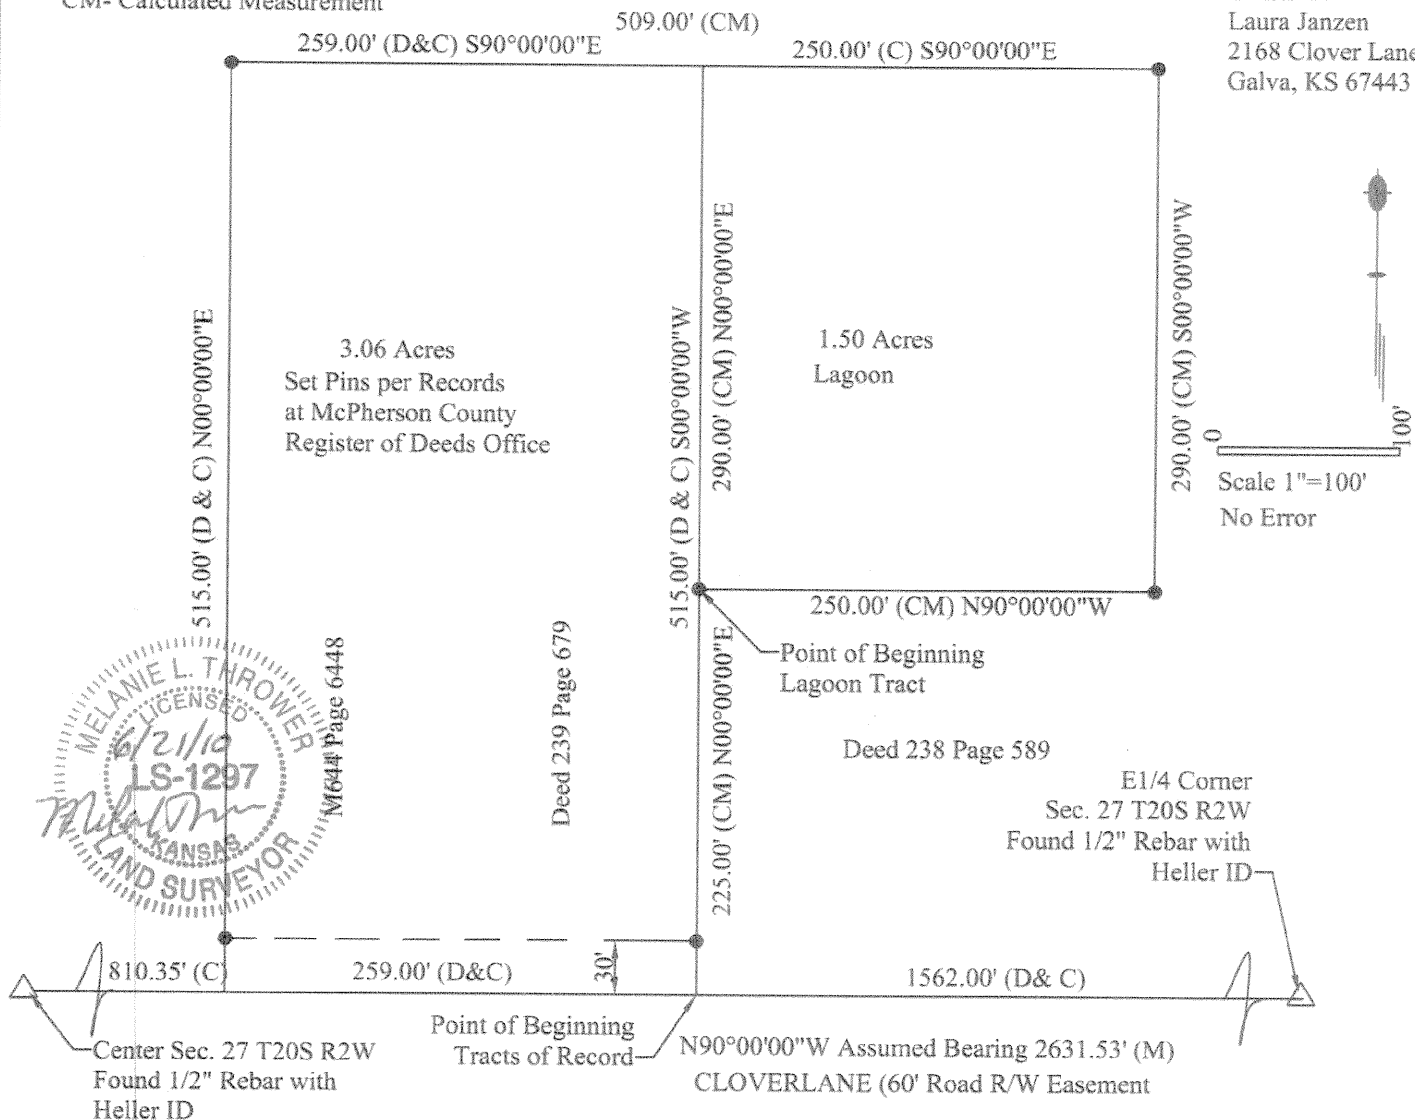 CM- Calculated Measurement
509.00' (CM)
259.00' (D&C) S90°00'00"E
250.00' (C) S90°00'00"E
Laura Janzen
2168 Clover Lane
Galva, KS 67443
515.00' (D & C) N00°00'00"E
3.06 Acres
Set Pins per Records
at McPherson County
Register of Deeds Office
515.00' (D & C) S00°00'00"W
290.00' (CM) N00°00'00"E
1.50 Acres
Lagoon
290.00' (CM) S00°00'00"W
0
100'
Scale 1"=100'
No Error
250.00' (CM) N90°00'00"W
Point of Beginning
Lagoon Tract
225.00' (CM) N00°00'00"E
MELANIE L. THROWER
LICENSED
6/21/10
LS-1297
KANSAS
LAND SURVEYOR
M644 Page 6448
Deed 239 Page 679
Deed 238 Page 589
E1/4 Corner
Sec. 27 T20S R2W
Found 1/2" Rebar with
Heller ID
810.35' (C)
259.00' (D&C)
30'
1562.00' (D& C)
Center Sec. 27 T20S R2W
Found 1/2" Rebar with
Heller ID
Point of Beginning
Tracts of Record
N90°00'00"W Assumed Bearing 2631.53' (M)
CLOVERLANE (60' Road R/W Easement